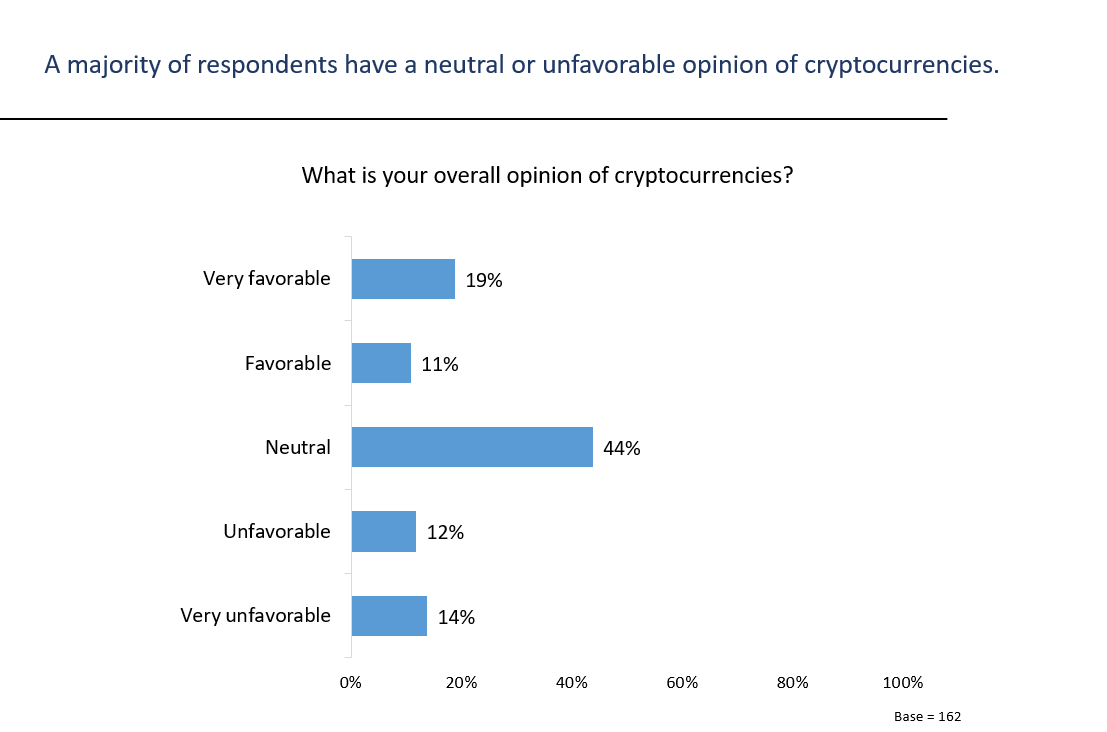 A majority of respondents have a neutral or unfavorable opinion of cryptocurrencies.
What is your overall opinion of cryptocurrencies?
Very favorable 19%
Favorable 11%
Neutral 44%
Unfavorable 12%
Very unfavorable 14%
0% 20% 40% 60% 80% 100%
Base = 162